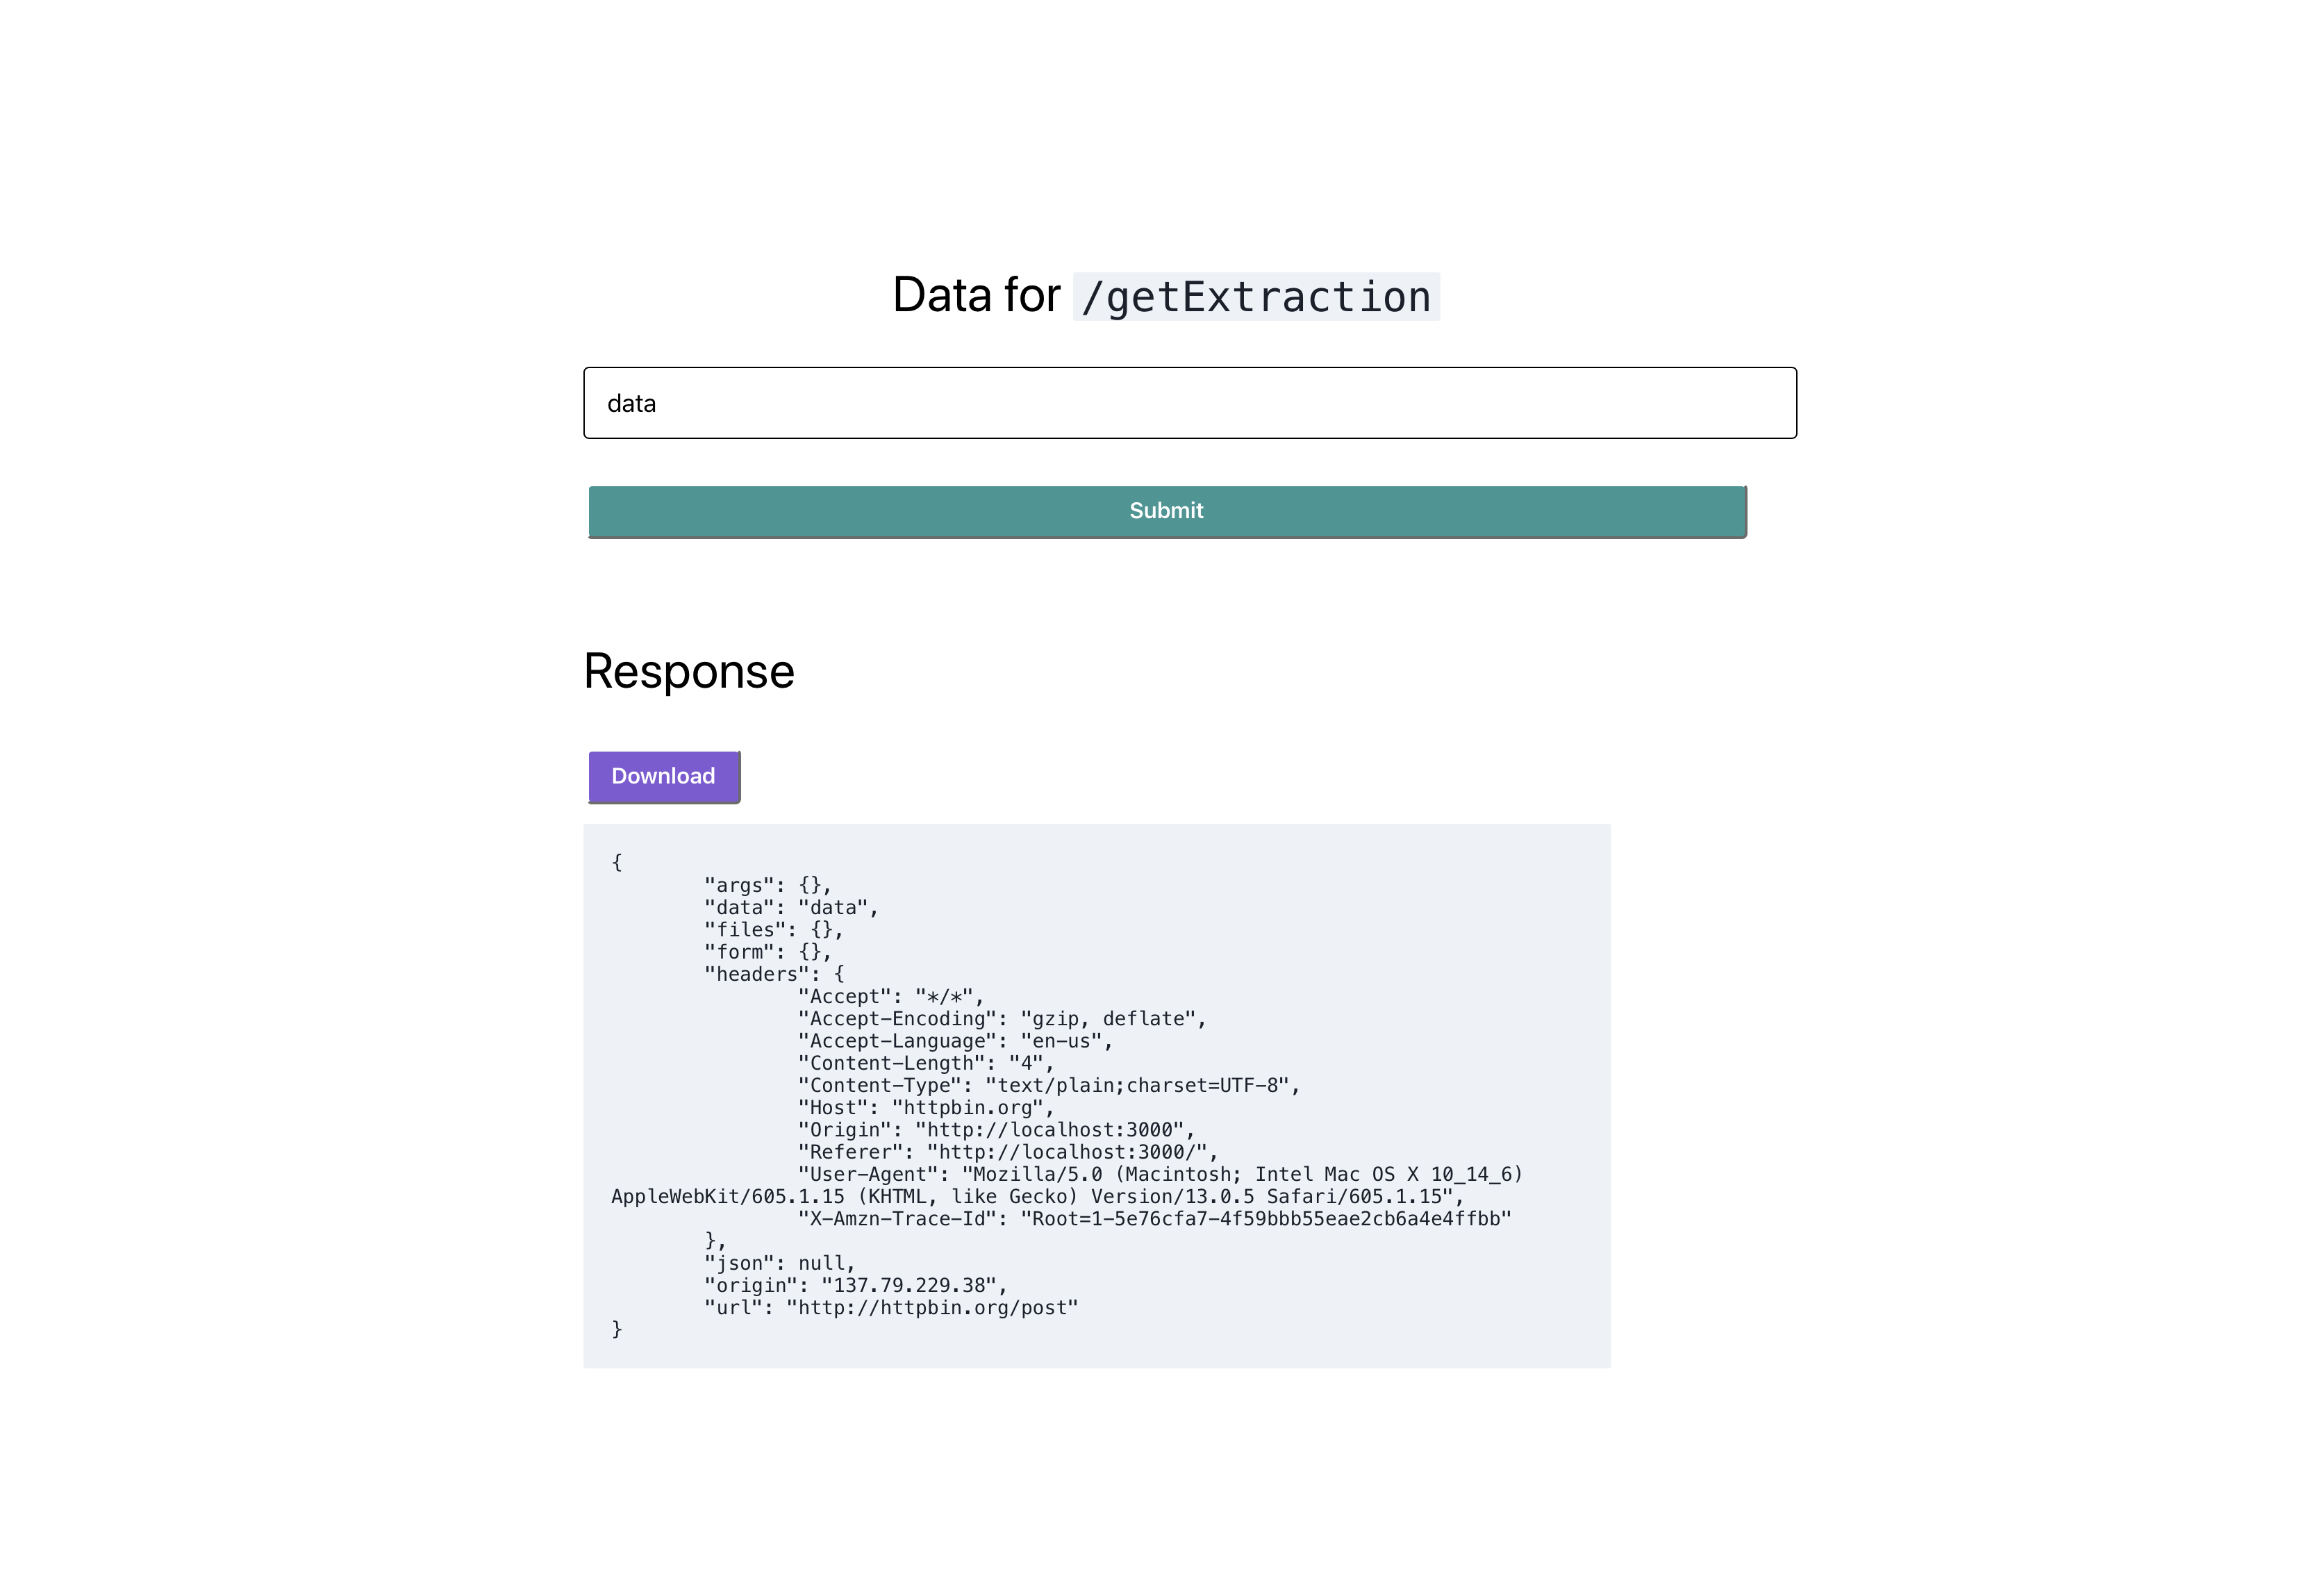 Data for /getExtraction
data
Submit
Response
Download
{
        "args": {},
        "data": "data",
        "files": {},
        "form": {},
        "headers": {
                "Accept": "*/*",
                "Accept-Encoding": "gzip, deflate",
                "Accept-Language": "en-us",
                "Content-Length": "4",
                "Content-Type": "text/plain;charset=UTF-8",
                "Host": "httpbin.org",
                "Origin": "http://localhost:3000",
                "Referer": "http://localhost:3000/",
                "User-Agent": "Mozilla/5.0 (Macintosh; Intel Mac OS X 10_14_6)
AppleWebKit/605.1.15 (KHTML, like Gecko) Version/13.0.5 Safari/605.1.15",
                "X-Amzn-Trace-Id": "Root=1-5e76cfa7-4f59bbb55eae2cb6a4e4ffbb"
        },
        "json": null,
        "origin": "137.79.229.38",
        "url": "http://httpbin.org/post"
}